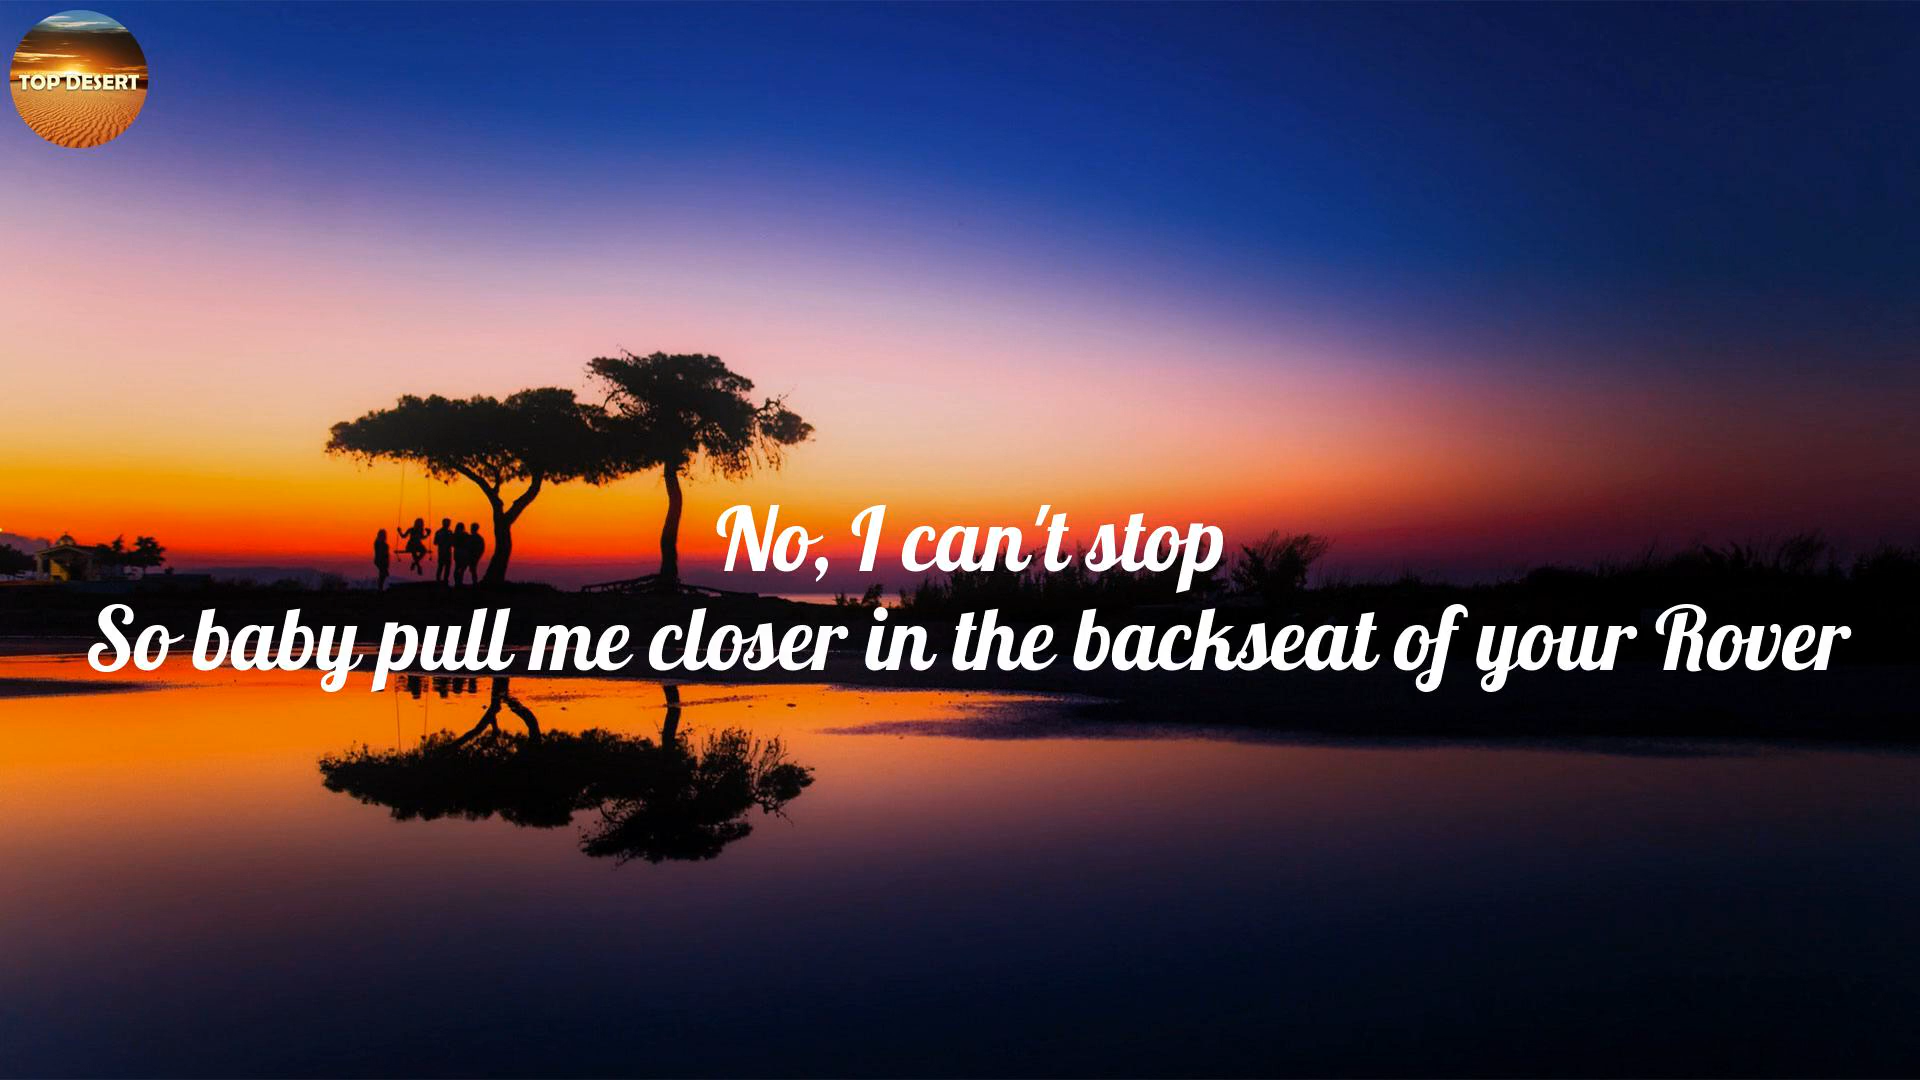 TOP DESERT
No, I can't stop
So baby pull me closer in the backseat of your Rover